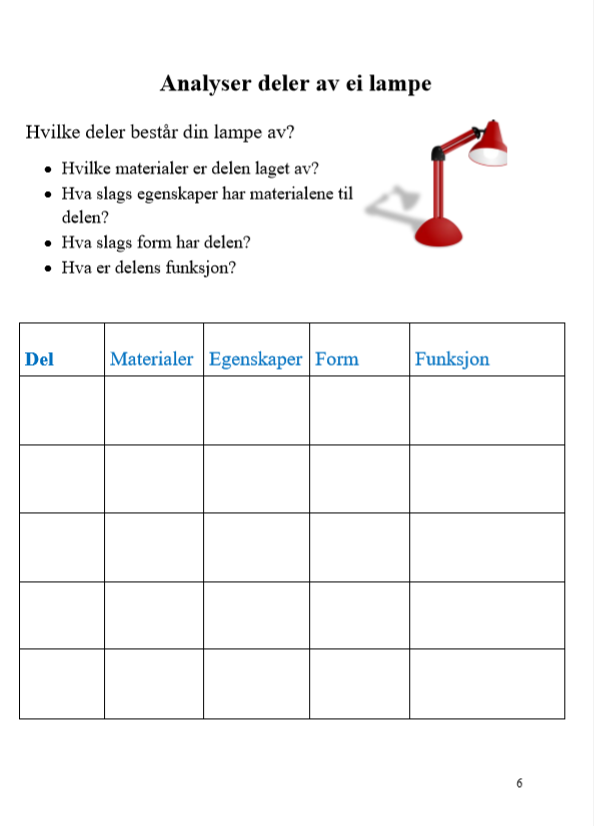 Analyser deler av ei lampe
Hvilke deler består din lampe av?
• Hvilke materialer er delen laget av?
• Hva slags egenskaper har materialene til
delen?
• Hva slags form har delen?
• Hva er delens funksjon?
Del Materialer Egenskaper Form Funksjon
6